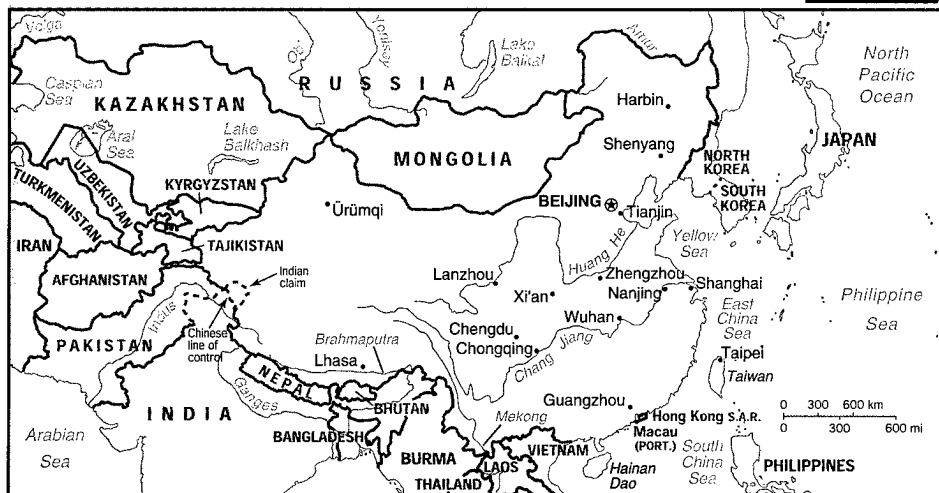 Volga
Ob'
Yenisey
Lake
Baikal
Amur
North
Pacific
Ocean
RUSSIA
Caspian
Sea
KAZAKHSTAN
Harbin
Aral
Sea
Lake
Balkhash
MONGOLIA
Shenyang
JAPAN
NORTH
KOREA
UZBEKISTAN
TURKMENISTAN
KYRGYZSTAN
Ürümqi
BEIJING
Tianjin
SOUTH
KOREA
IRAN
TAJIKISTAN
Yellow
Sea
AFGHANISTAN
Indian
claim
Lanzhou
Huang He
Zhengzhou
Xi'an
Nanjing
Shanghai
Philippine
Sea
Indus
Chinese
line of
control
Wuhan
East
China
Sea
PAKISTAN
Brahmaputra
Chengdu
Chongqing
Chang Jiang
Lhasa
Taipei
Taiwan
NEPAL
Ganges
INDIA
BHUTAN
Guangzhou
Hong Kong S.A.R.
Macau
(PORT.)
0 300 600 km
0 300 600 mi
Mekong
Arabian
Sea
BANGLADESH
BURMA
VIETNAM
LAOS
THAILAND
Hainan
Dao
South
China
Sea
PHILIPPINES